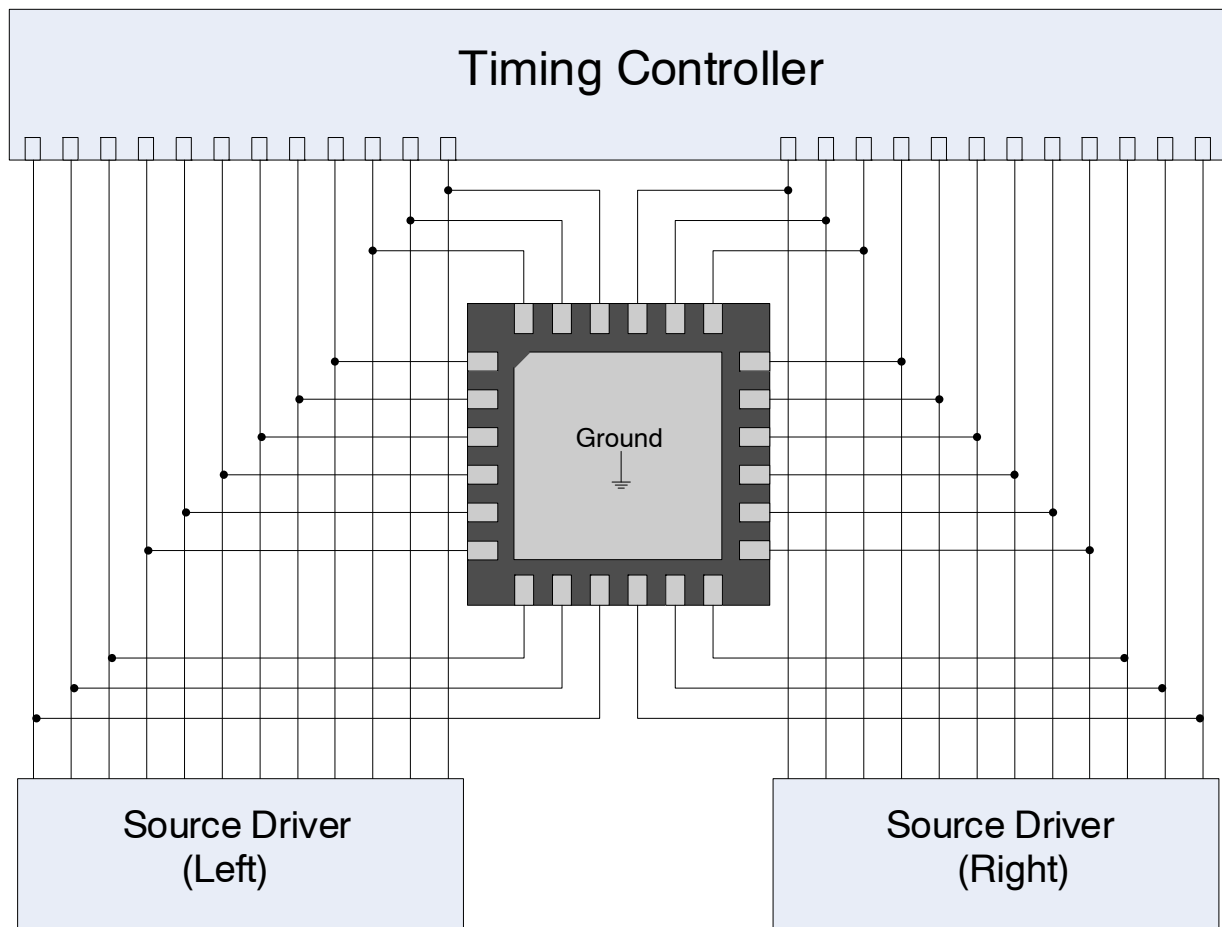 Timing Controller
Ground
Source Driver
(Left)
Source Driver
(Right)